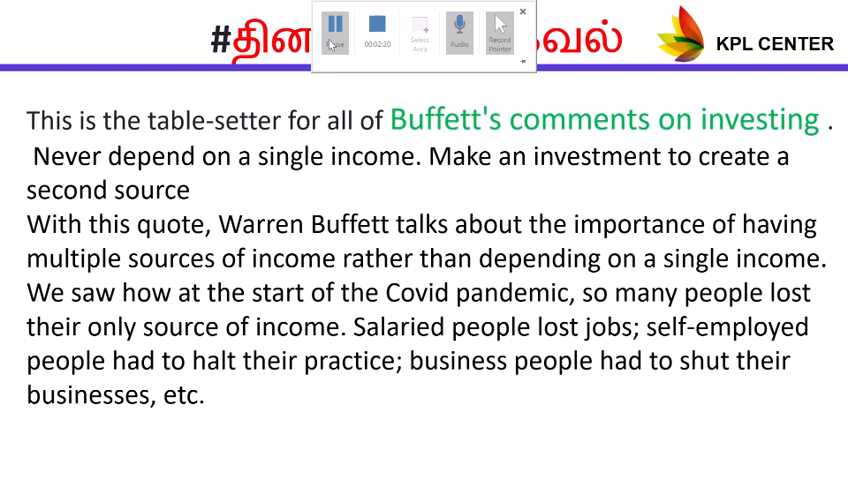 #தின
வல்
KPL CENTER
Pause
00:02:20
Select
Area
Audio
Record
Pointer
This is the table-setter for all of Buffett's comments on investing .
Never depend on a single income. Make an investment to create a
second source
With this quote, Warren Buffett talks about the importance of having
multiple sources of income rather than depending on a single income.
We saw how at the start of the Covid pandemic, so many people lost
their only source of income. Salaried people lost jobs; self-employed
people had to halt their practice; business people had to shut their
businesses, etc.